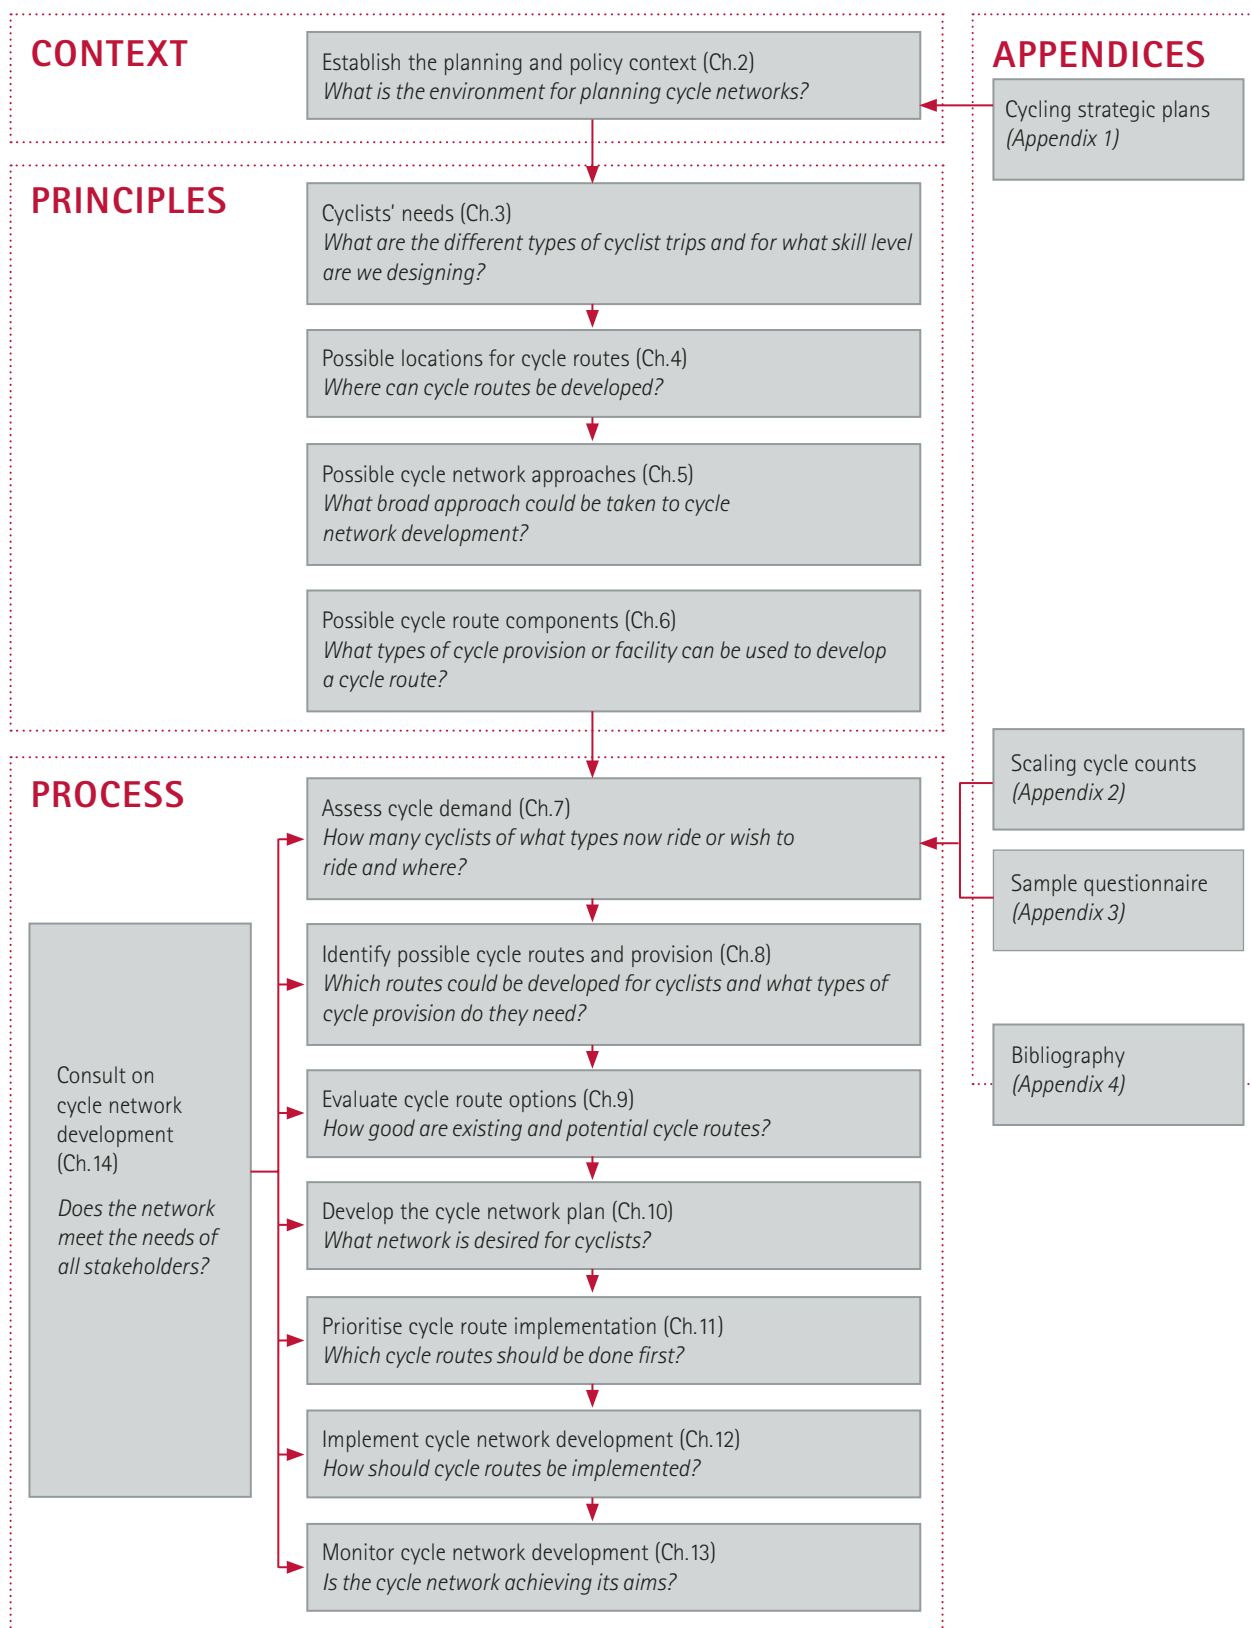 CONTEXT
Establish the planning and policy context (Ch.2)
What is the environment for planning cycle networks?
APPENDICES
Cycling strategic plans
(Appendix 1)
PRINCIPLES
Cyclists' needs (Ch.3)
What are the different types of cyclist trips and for what skill level
are we designing?
Possible locations for cycle routes (Ch.4)
Where can cycle routes be developed?
Possible cycle network approaches (Ch.5)
What broad approach could be taken to cycle
network development?
Possible cycle route components (Ch.6)
What types of cycle provision or facility can be used to develop
a cycle route?
PROCESS
Assess cycle demand (Ch.7)
How many cyclists of what types now ride or wish to
ride and where?
Scaling cycle counts
(Appendix 2)
Sample questionnaire
(Appendix 3)
Identify possible cycle routes and provision (Ch.8)
Which routes could be developed for cyclists and what types of
cycle provision do they need?
Bibliography
(Appendix 4)
Consult on
cycle network
development
(Ch.14)
Does the network
meet the needs of
all stakeholders?
Evaluate cycle route options (Ch.9)
How good are existing and potential cycle routes?
Develop the cycle network plan (Ch.10)
What network is desired for cyclists?
Prioritise cycle route implementation (Ch.11)
Which cycle routes should be done first?
Implement cycle network development (Ch.12)
How should cycle routes be implemented?
Monitor cycle network development (Ch.13)
Is the cycle network achieving its aims?